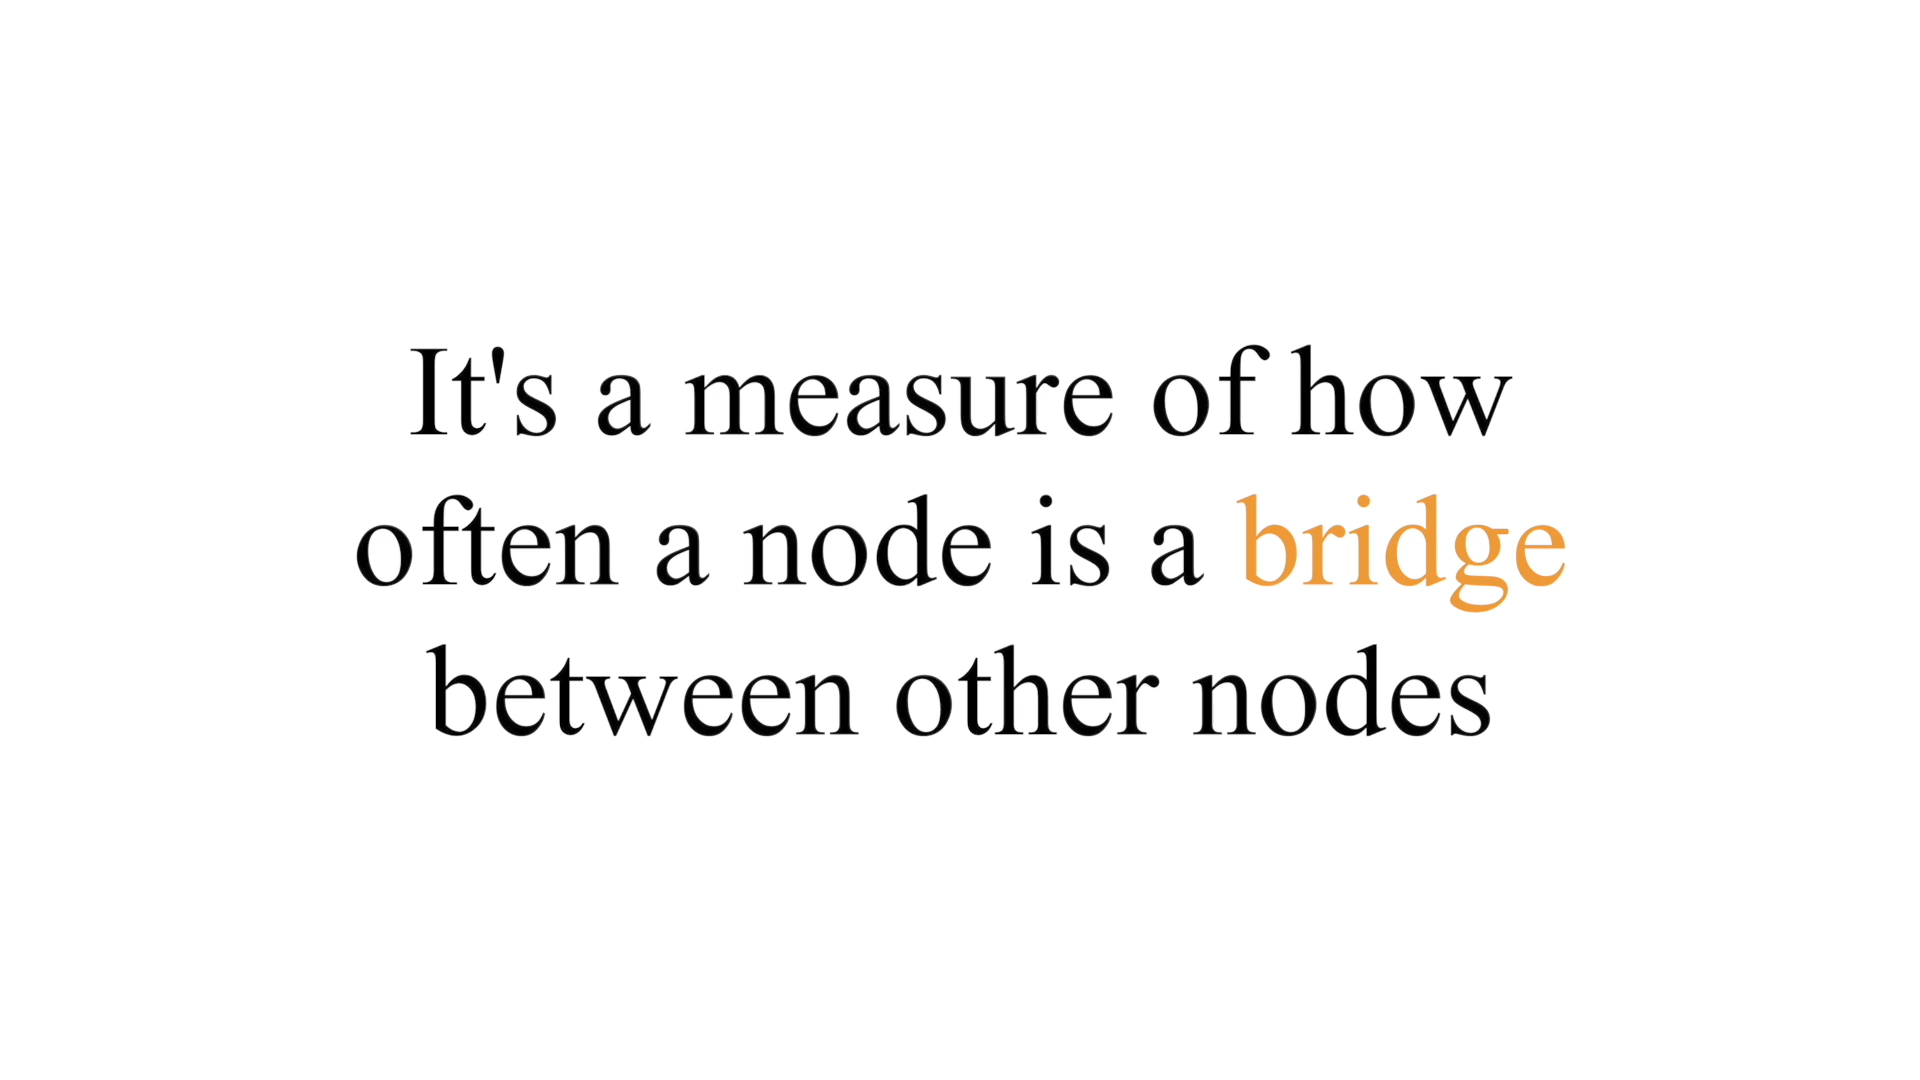 It's a measure of how
often a node is a bridge
between other nodes